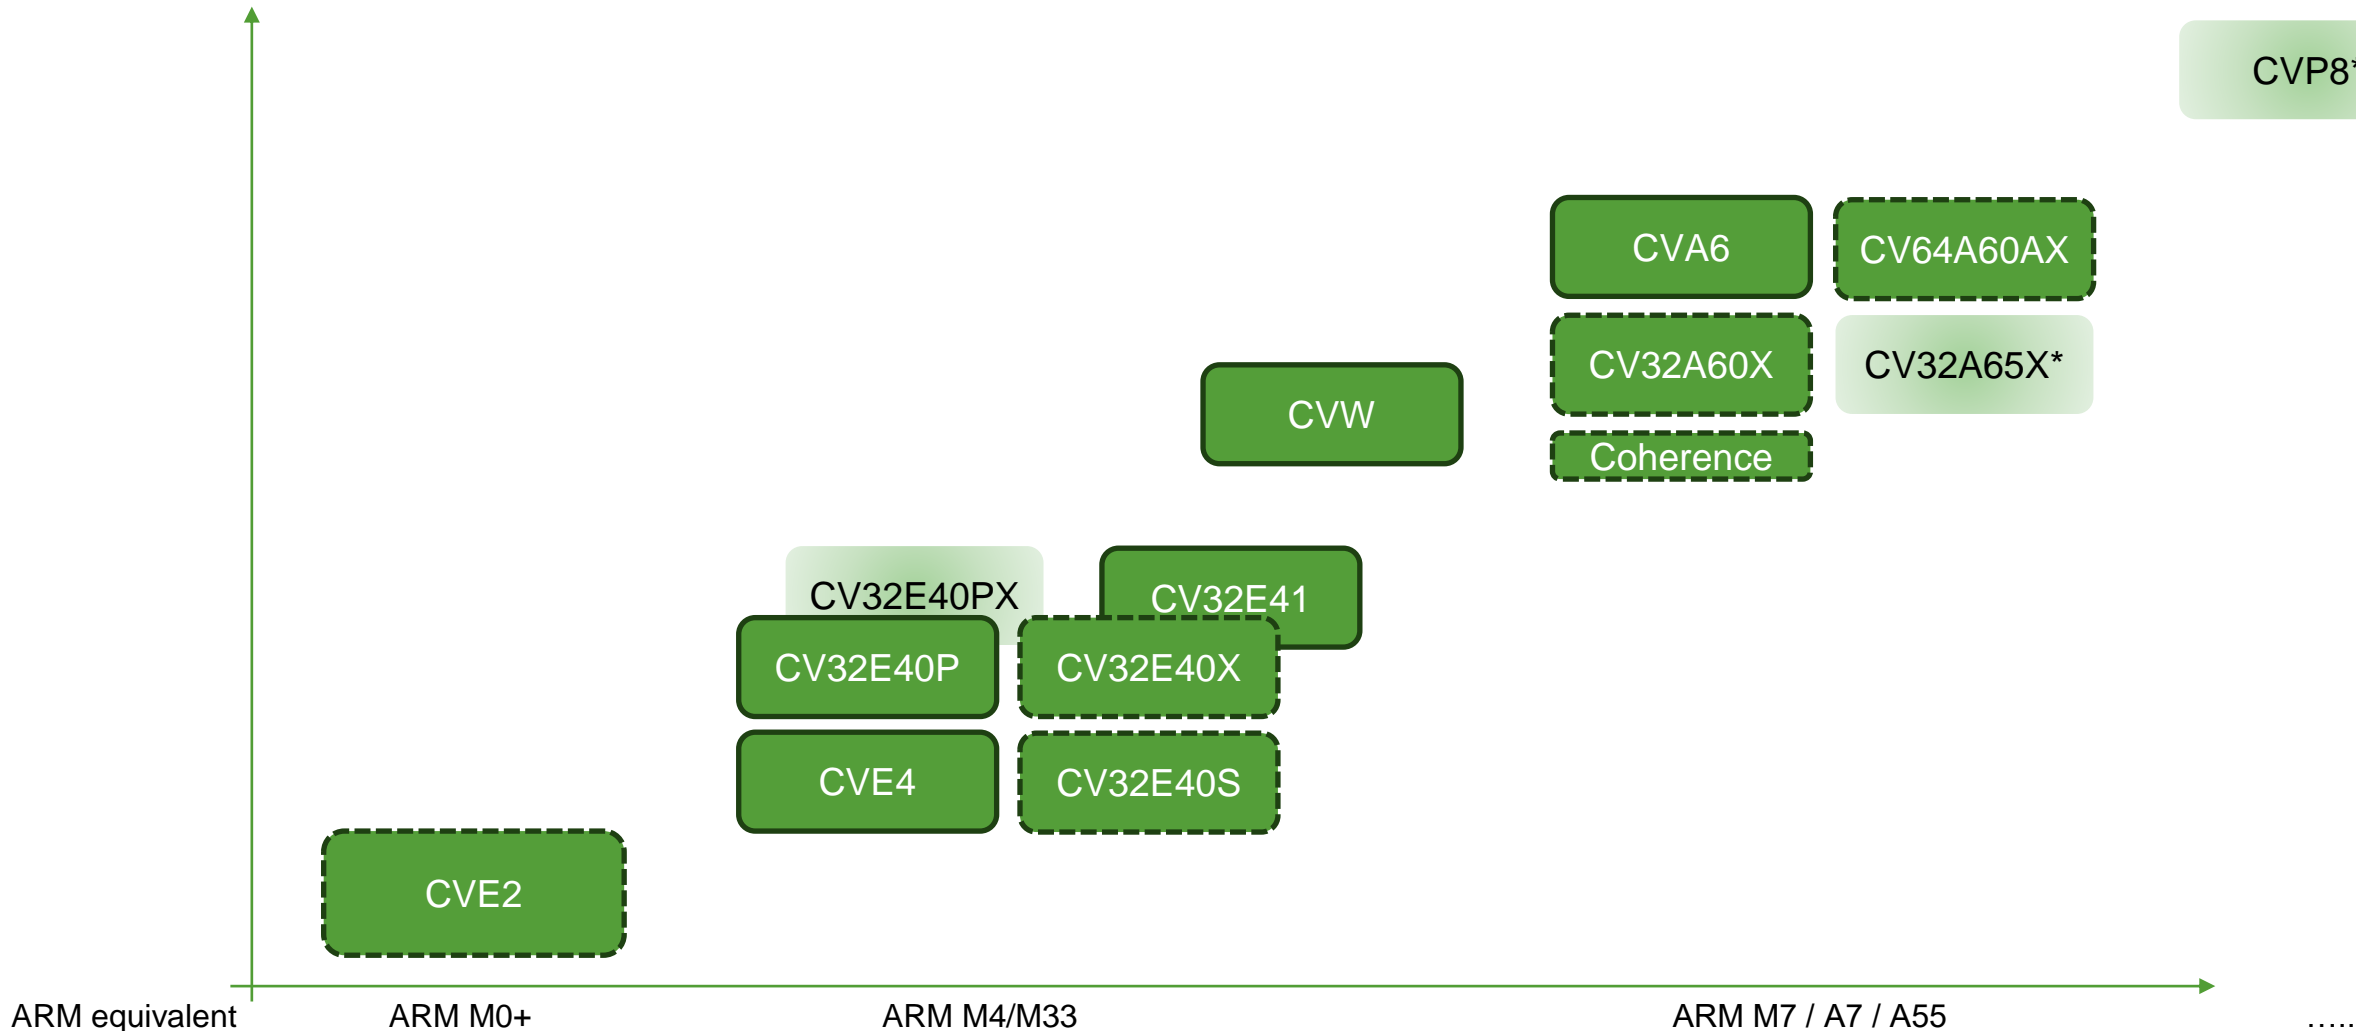 CVP8*
CVA6
CV64A60AX
CV32A60X
CV32A65X*
CVW
Coherence
CV32E40PX
CV32E41
CV32E40P
CV32E40X
CVE4
CV32E40S
CVE2
ARM equivalent
ARM M0+
ARM M4/M33
ARM M7 / A7 / A55
…..